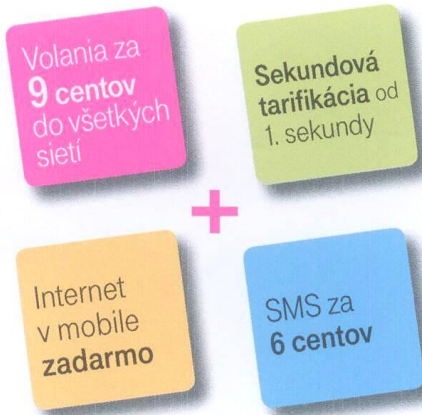 Volania za
9 centov
do všetkých
sietí
Sekundová
tarifikácia od
1. sekundy
+
Internet
v mobile
zadarmo
SMS za
6 centov